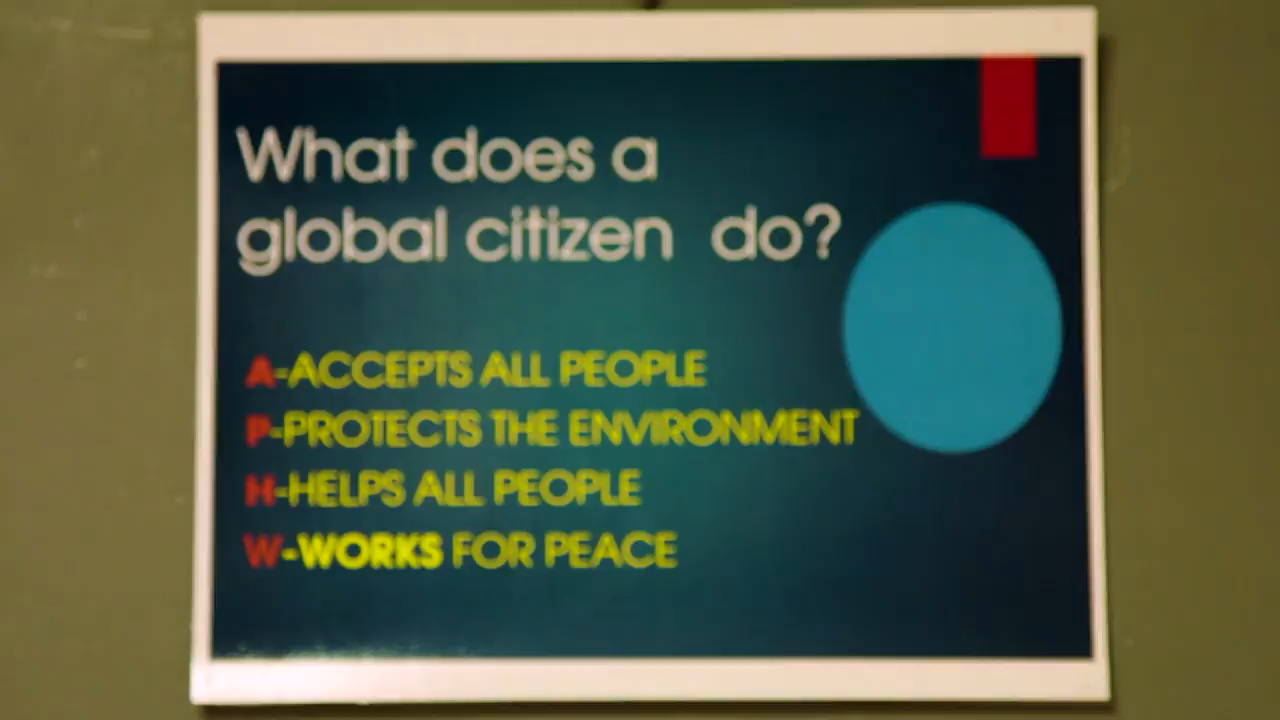 What does a
global citizen do?
A-ACCEPTS ALL PEOPLE
P-PROTECTS THE ENVIRONMENT
H-HELPS ALL PEOPLE
W-WORKS FOR PEACE